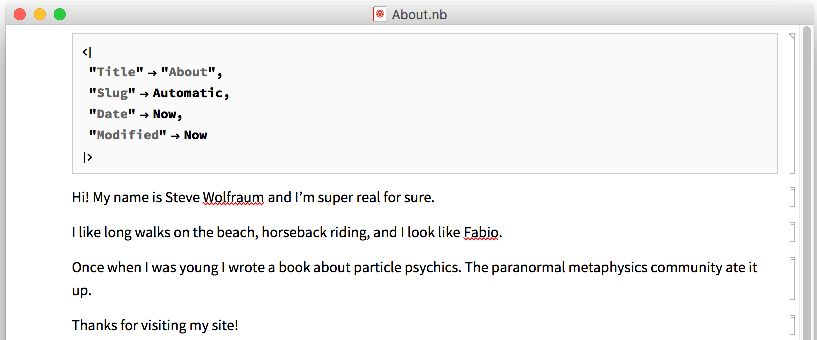 About.nb
<|
"Title" → "About",
"Slug" → Automatic,
"Date" → Now,
"Modified" → Now
|>
Hi! My name is Steve Wolfraum and I’m super real for sure.
I like long walks on the beach, horseback riding, and I look like Fabio.
Once when I was young I wrote a book about particle psychics. The paranormal metaphysics community ate it
up.
Thanks for visiting my site!